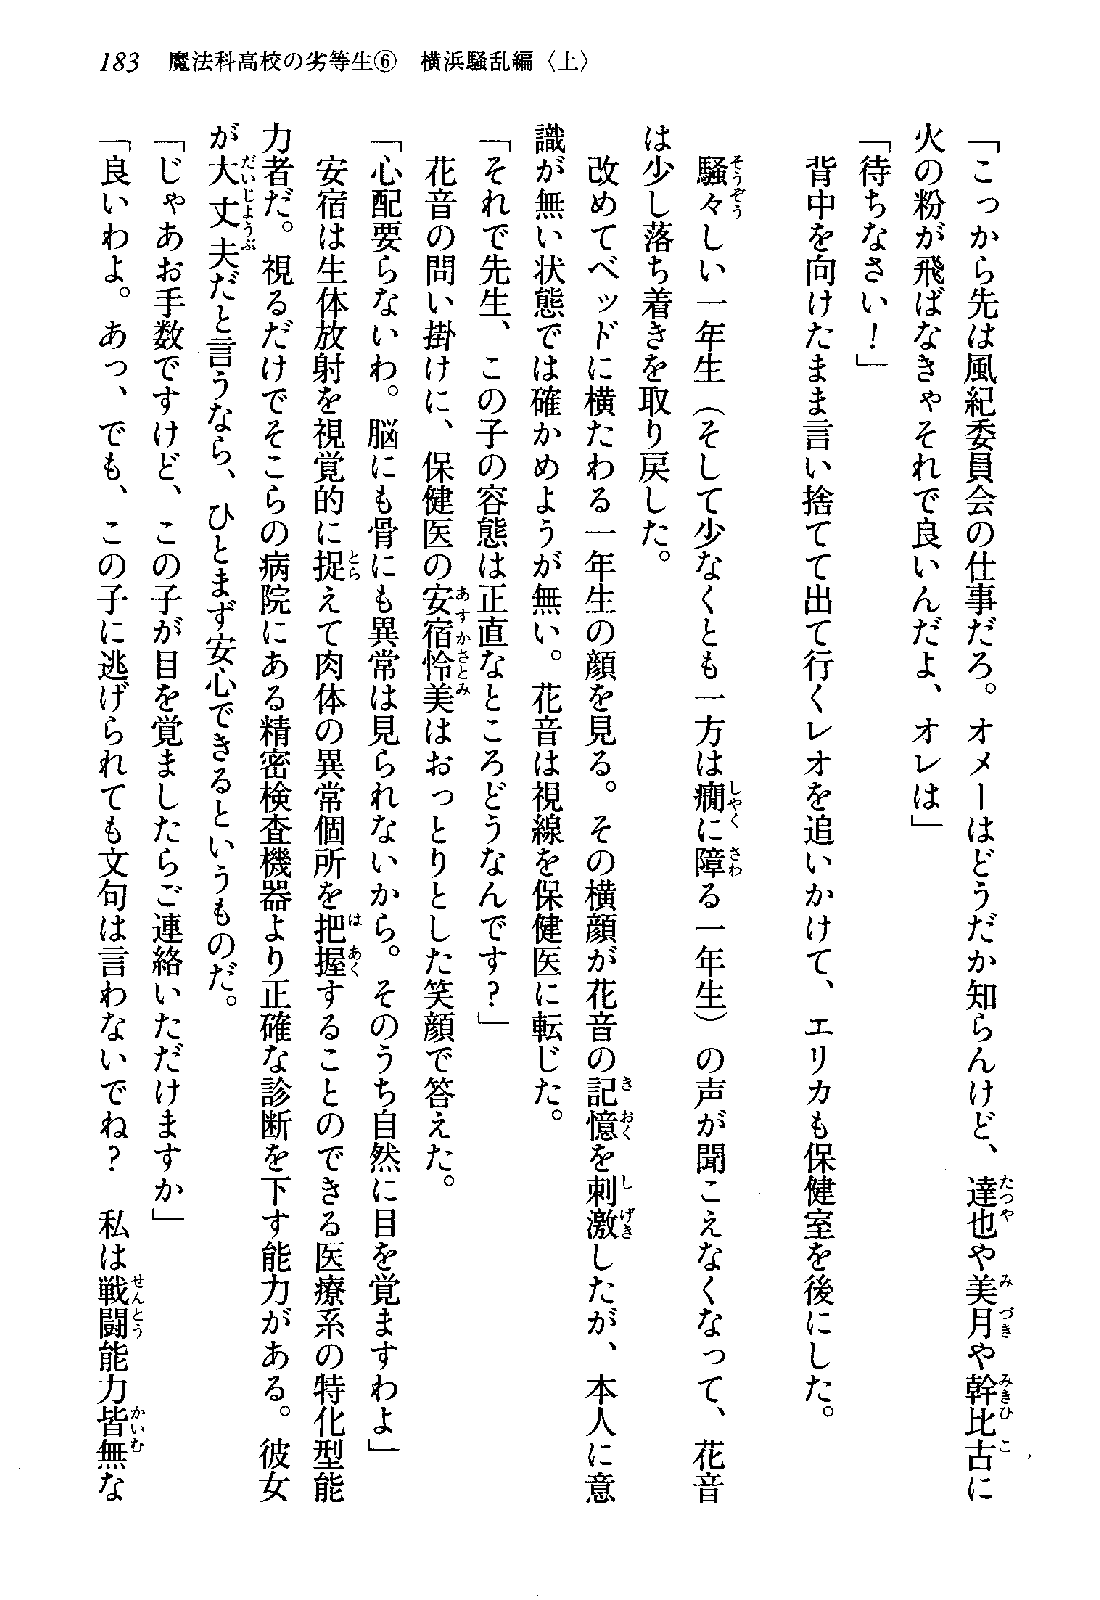 183　魔法科高校の劣等生⑥　横浜騒乱編〈上〉
「こっから先は風紀委員会の仕事だろ。オメーはどうだか知らんけど、達也や美月や幹比古に
火の粉が飛ばなきゃそれで良いんだよ、オレは」
「待ちなさい！」
　背中を向けたまま言い捨てて出て行くレオを追いかけて、エリカも保健室を後にした。
　騒々しい一年生（そして少なくとも一方は癇に障る一年生）の声が聞こえなくなって、花音
は少し落ち着きを取り戻した。
　改めてベッドに横たわる一年生の顔を見る。その横顔が花音の記憶を刺激したが、本人に意
識が無い状態では確かめようが無い。花音は視線を保健医に転じた。
「それで先生、この子の容態は正直なところどうなんです？」
　花音の問い掛けに、保健医の安宿怜美はおっとりとした笑顔で答えた。
「心配要らないわ。脳にも骨にも異常は見られないから。そのうち自然に目を覚ますわよ」
　安宿は生体放射を視覚的に捉えて肉体の異常個所を把握することのできる医療系の特化型能
力者だ。視るだけでそこらの病院にある精密検査機器より正確な診断を下す能力がある。彼女
が大丈夫だと言うなら、ひとまず安心できるというものだ。
「じゃあお手数ですけど、この子が目を覚ましたらご連絡いただけますか」
「良いわよ。あっ、でも、この子に逃げられても文句は言わないでね？　私は戦闘能力皆無な